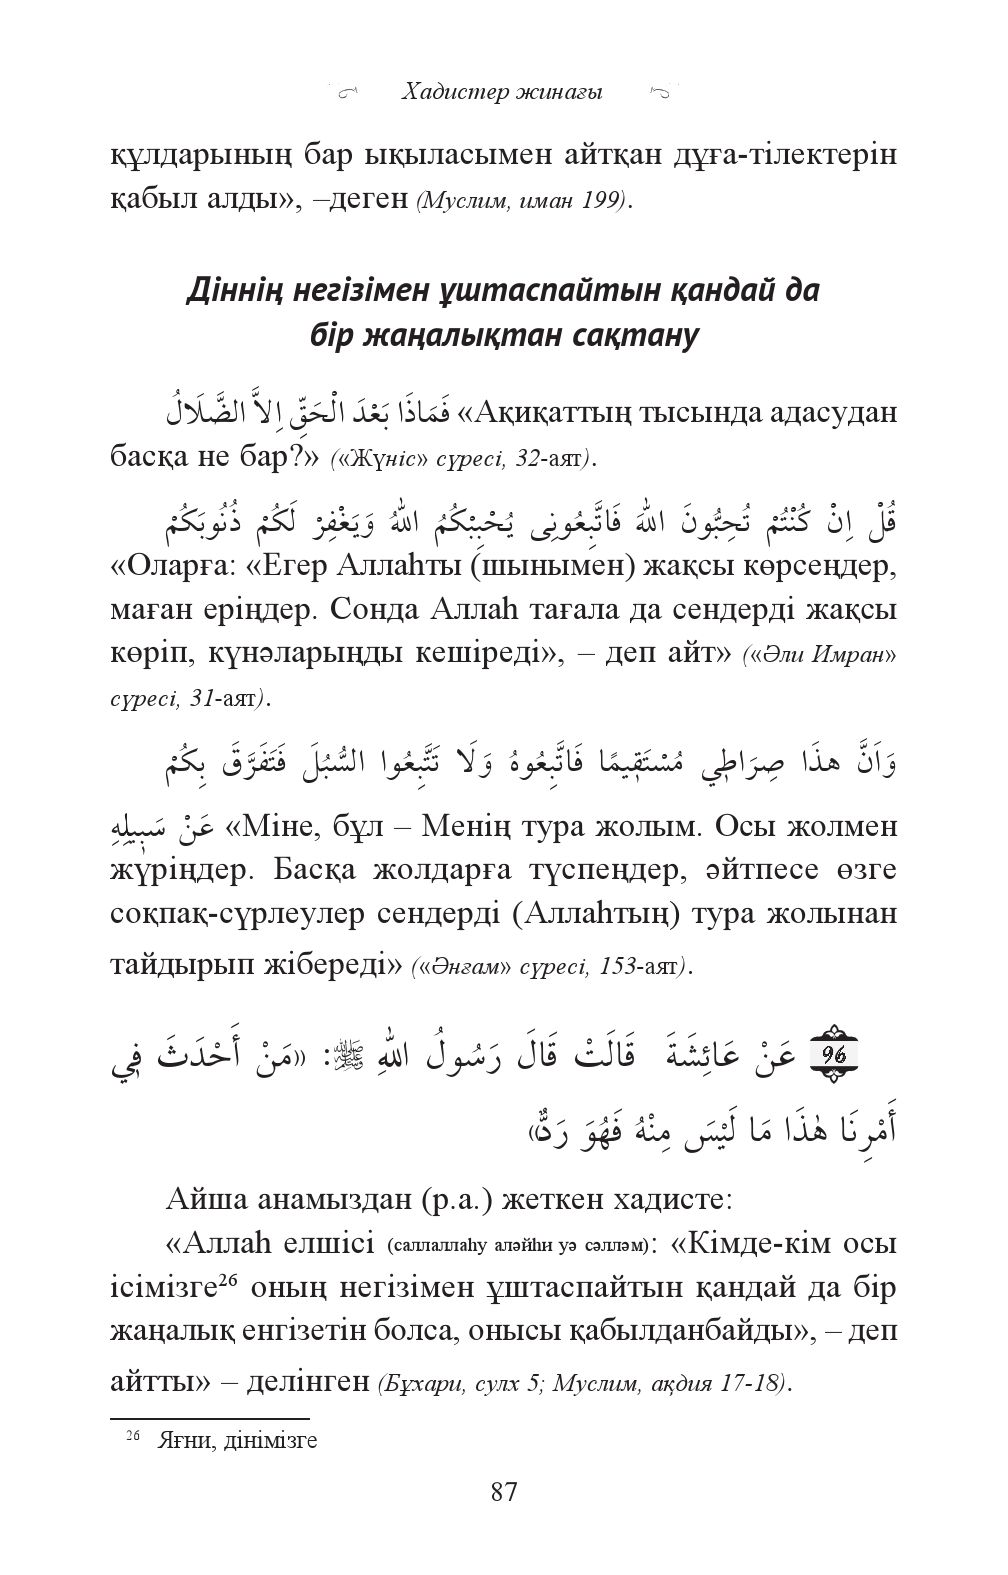 Хадистер жинағы
құлдарының бар ықыласымен айтқан дұға-тілектерін
қабыл алды», –деген (Муслим, иман 199).
Діннің негізімен ұштаспайтын қандай да
бір жаңалықтан сақтану
فَمَاذَا بَعْدَ الْحَقِّ اِلاَّ الضَّلَالُ «Ақиқаттың тысында адасудан
басқа не бар?» («Жүніс» сүресі, 32-аят).
قُلْ اِنْ كُنْتُمْ تُحِبُّونَ اللهَ فَاتَّبِعُونِى يُحْبِبْكُمُ اللهُ وَيَغْفِرْ لَكُمْ ذُنُوبَكُمْ
«Оларға: «Егер Аллаһты (шынымен) жақсы көрсеңдер,
маған еріңдер. Сонда Аллаһ тағала да сендерді жақсы
көріп, күнәларыңды кешіреді», – деп айт» («Әли Имран»
сүресі, 31-аят).
وَاَنَّ هذَا صِرَاطِي مُسْتَقِيمًا فَاتَّبِعُوهُ وَلَا تَتَّبِعُوا السُّبُلَ فَتَفَرَّقَ بِكُمْ
عَنْ سَبِيلِهِ «Міне, бұл – Менің тура жолым. Осы жолмен
жүріңдер. Басқа жолдарға түспеңдер, әйтпесе өзге
соқпақ-сүрлеулер сендерді (Аллаһтың) тура жолынан
тайдырып жібереді» («Әнғам» сүресі, 153-аят).
96 عَنْ عَائِشَةَ قَالَتْ قَالَ رَسُولُ اللهِ ﷺ: «مَنْ أَحْدَثَ فِي
أَمْرِنَا هٰذَا مَا لَيْسَ مِنْهُ فَهُوَ رَدٌّ»
Айша анамыздан (р.а.) жеткен хадисте:
«Аллаһ елшісі (саллаллаһу аләйһи уә сәлләм): «Кімде-кім осы
ісімізге²⁶ оның негізімен ұштаспайтын қандай да бір
жаңалық енгізетін болса, онысы қабылданбайды», – деп
айтты» – делінген (Бұхари, сулх 5; Муслим, ақдия 17-18).
26 Яғни, дінімізге
87